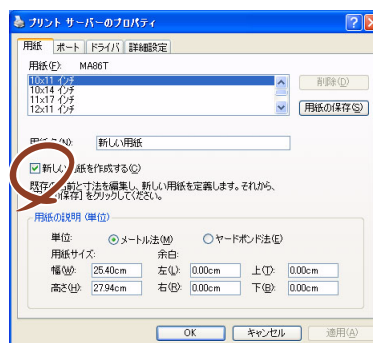 プリント サーバーのプロパティ
用紙 ポート ドライバ 詳細設定
用紙(F): MA86T
10x11 インチ
10x14 インチ
11x17 インチ
12x11 インチ
削除(D)
用紙の保存(S)
新しい用紙
新しい用紙を作成する(C)
既存の名前と寸法を編集し、新しい用紙を定義します。それから、
保存] をクリックしてください。
用紙の説明 (単位)
単位: メートル法(M) ヤードポンド法(E)
用紙サイズ: 余白:
幅(W): 25.40cm 左(L): 0.00cm 上(T): 0.00cm
高さ(H): 27.94cm 右(R): 0.00cm 下(B): 0.00cm
OK キャンセル 適用(A)